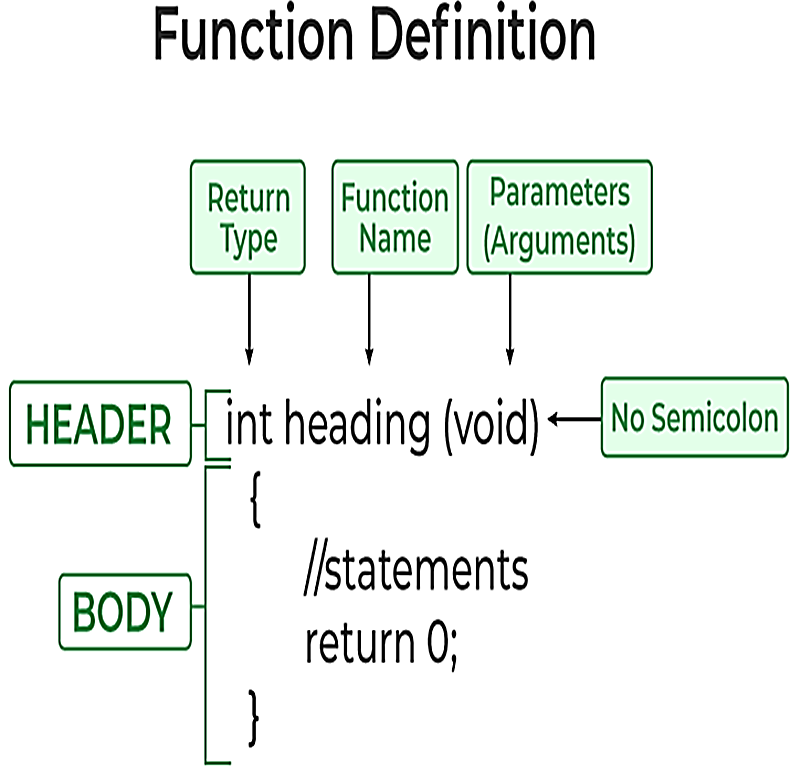 Function Definition
Return
Type
Function
Name
Parameters
(Arguments)
HEADER
int heading (void)
No Semicolon
{
//statements
BODY
return 0;
}